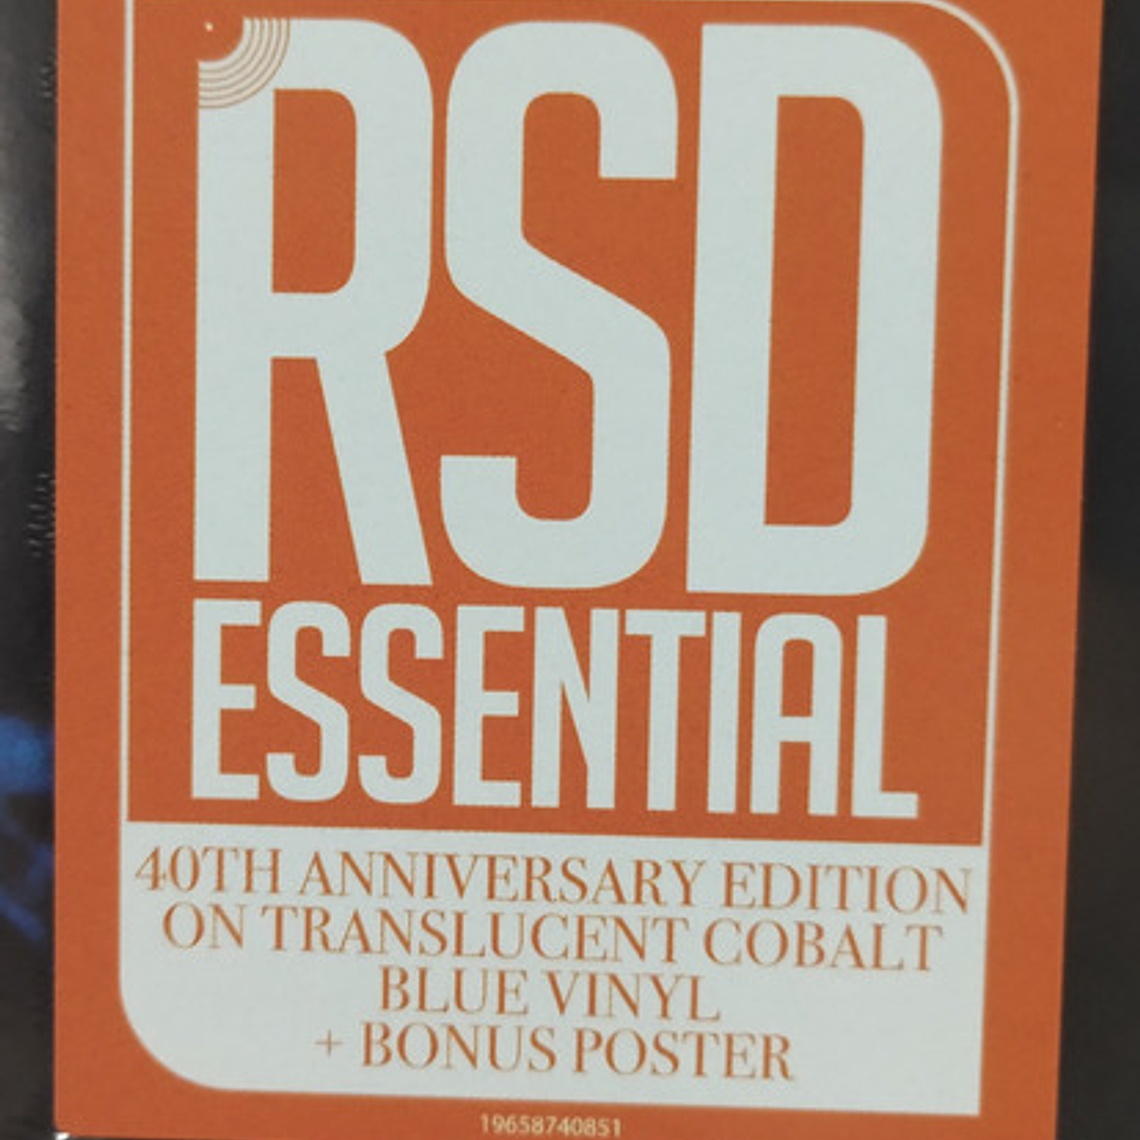 RSD
ESSENTIAL
40TH ANNIVERSARY EDITION
ON TRANSLUCENT COBALT
BLUE VINYL
+ BONUS POSTER
19658740851